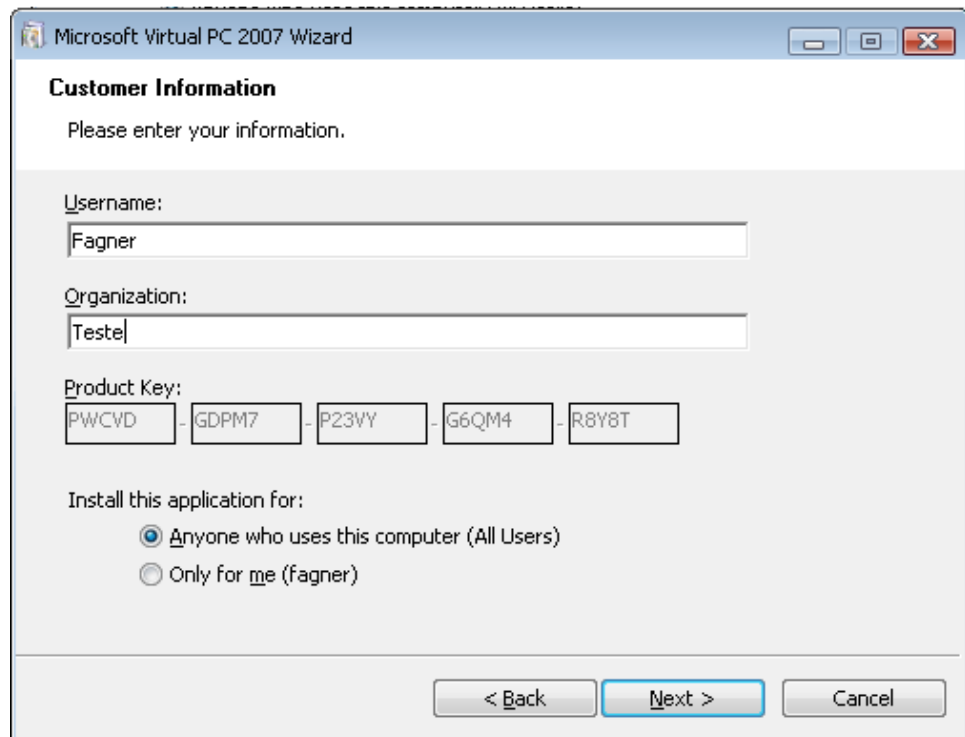 Microsoft Virtual PC 2007 Wizard
Customer Information
Please enter your information.
Username:
Fagner
Organization:
Teste
Product Key:
PWCVD - GDPM7 - P23VY - G6QM4 - R8Y8T
Install this application for:
Anyone who uses this computer (All Users)
Only for me (fagner)
< Back Next > Cancel